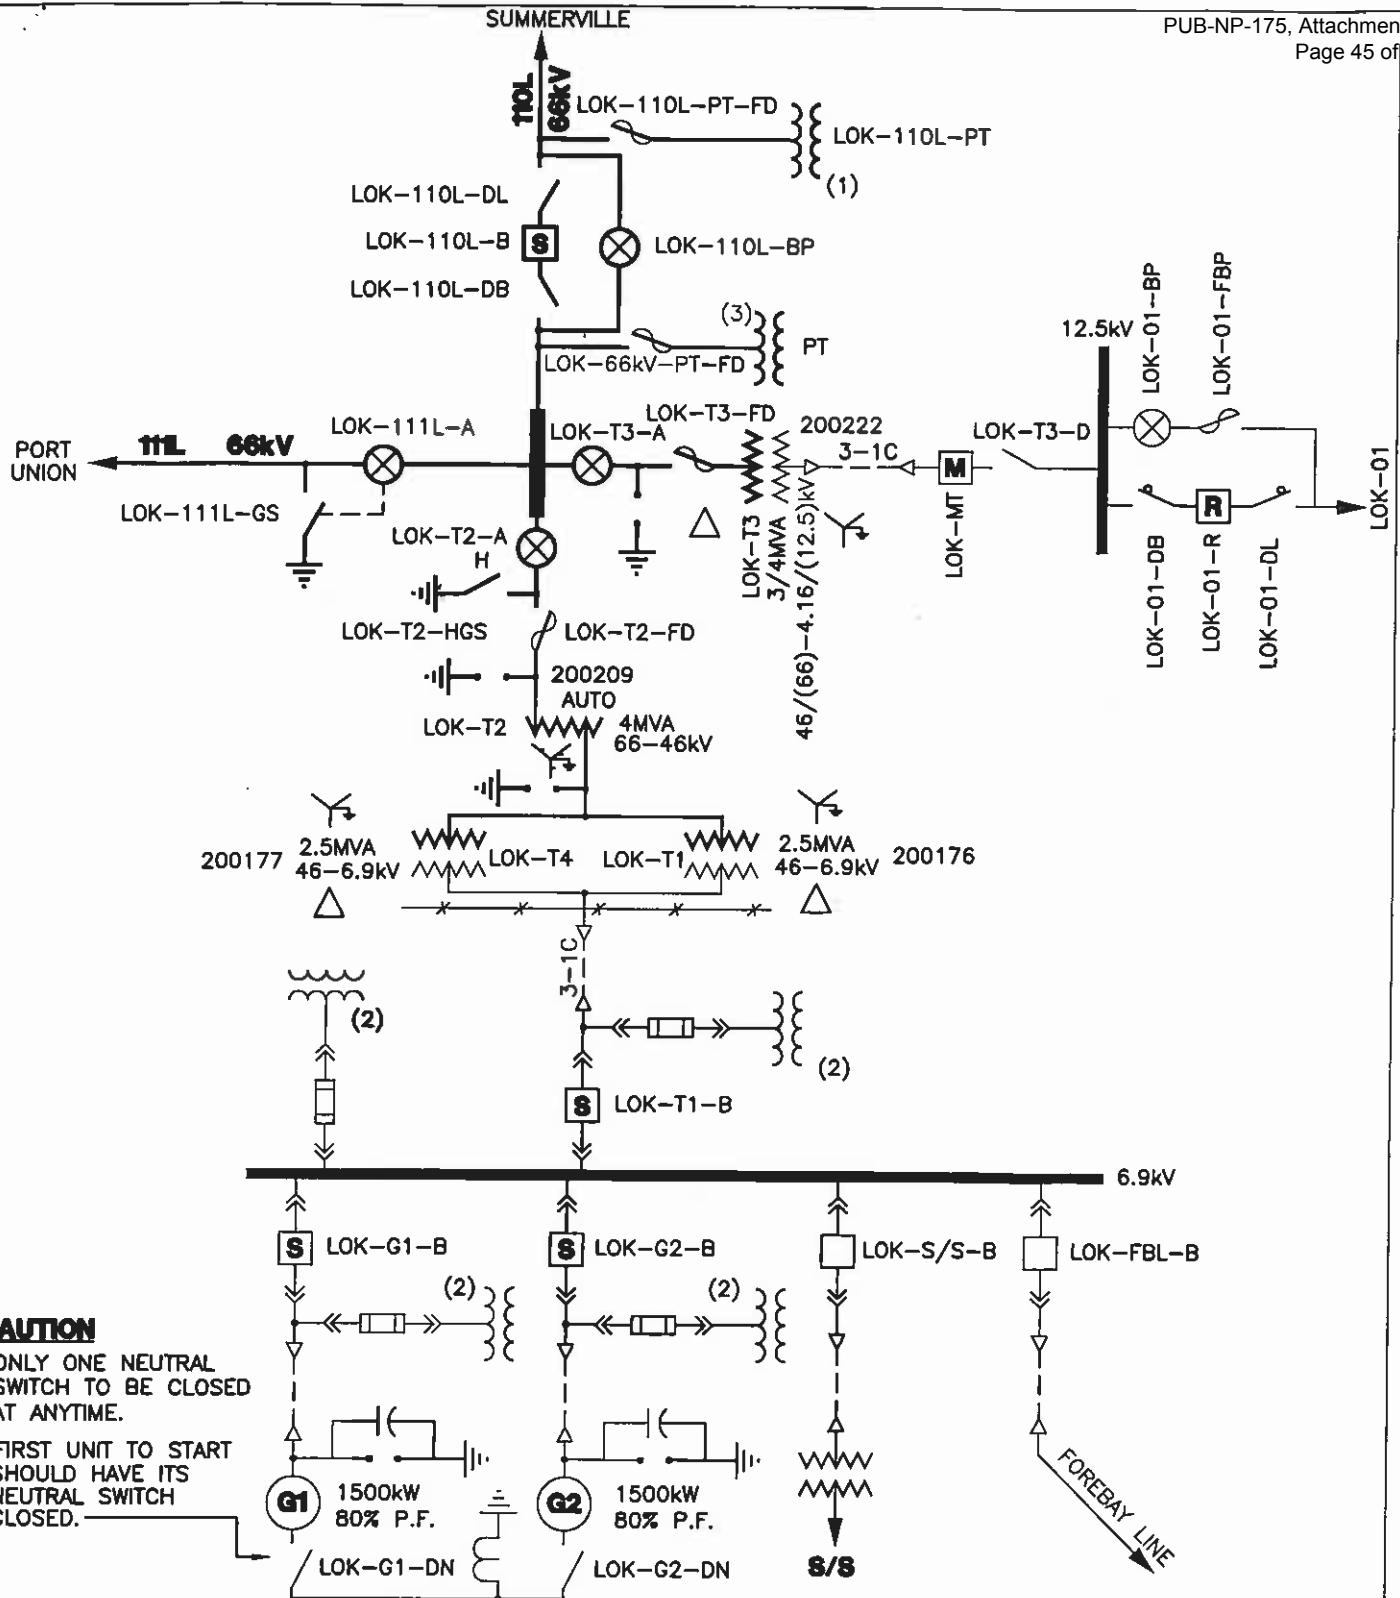 SUMMERVILLE
PUB-NP-175, Attachmen
Page 45 of
110L
66kV
LOK-110L-PT-FD
LOK-110L-PT
(1)
LOK-110L-DL
LOK-110L-B
S
LOK-110L-BP
LOK-110L-DB
(3)
PT
LOK-66kV-PT-FD
12.5kV
LOK-01-BP
LOK-01-FBP
PORT
UNION
111L
66kV
LOK-111L-A
LOK-T3-A
LOK-T3-FD
200222
3-1C
M
LOK-MT
LOK-T3-D
LOK-111L-GS
LOK-T3
3/4MVA
46/(66)-4.16/(12.5)kV
R
LOK-01-DB
LOK-01-R
LOK-01-DL
LOK-01
LOK-T2-A
H
LOK-T2-HGS
LOK-T2-FD
200209
AUTO
LOK-T2
4MVA
66-46kV
200177
2.5MVA
46-6.9kV
LOK-T4
LOK-T1
2.5MVA
46-6.9kV
200176
3-1C
(2)
(2)
S
LOK-T1-B
6.9kV
S
LOK-G1-B
S
LOK-G2-B
LOK-S/S-B
LOK-FBL-B
(2)
(2)
AUTION
ONLY ONE NEUTRAL
SWITCH TO BE CLOSED
AT ANYTIME.
FIRST UNIT TO START
SHOULD HAVE ITS
NEUTRAL SWITCH
CLOSED.
G1
1500kW
80% P.F.
G2
1500kW
80% P.F.
LOK-G1-DN
LOK-G2-DN
S/S
FOREBAY LINE